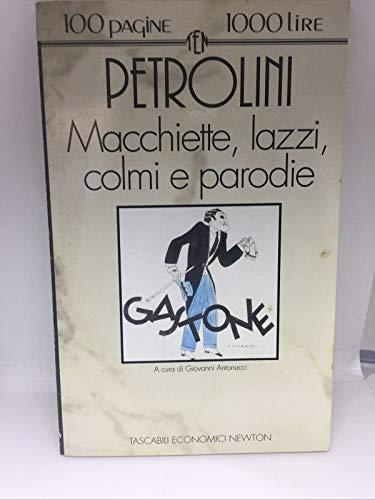 100 PAGINE 1000 LIRE
TEN
PETROLINI
Macchiette, lazzi,
colmi e parodie
GASTONE
A cura di Giovanni Antonucci
TASCABILI ECONOMICI NEWTON